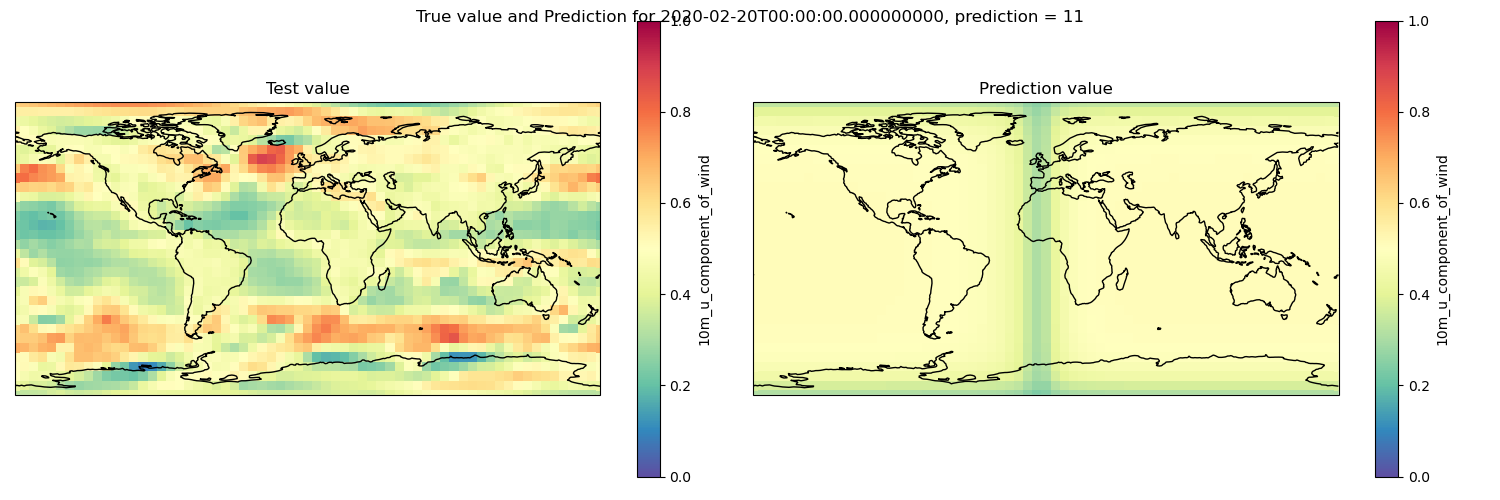 True value and Prediction for 2020-02-20T00:00:00.000000000, prediction = 11
Test value
1.0
0.8
0.6
0.4
0.2
0.0
10m_u_component_of_wind
Prediction value
1.0
0.8
0.6
0.4
0.2
0.0
10m_u_component_of_wind